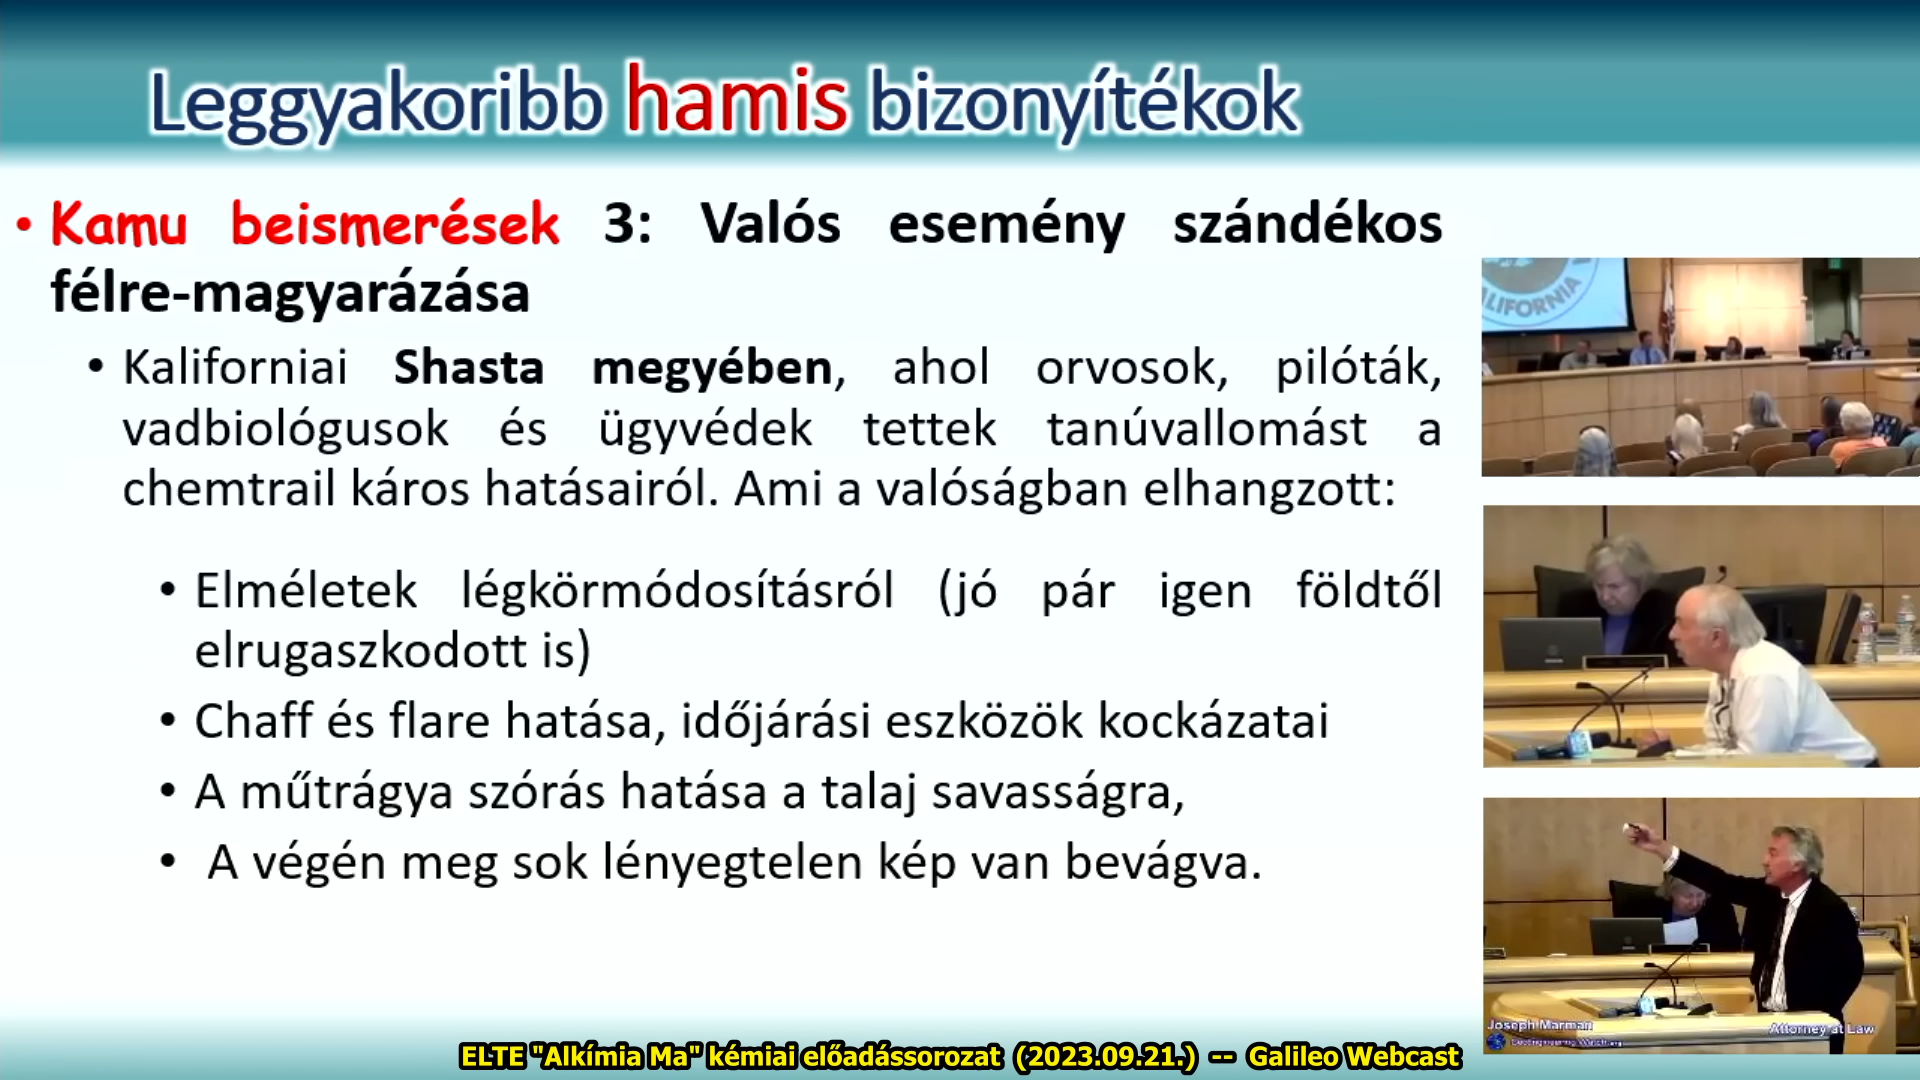 Leggyakoribb hamis bizonyítékok
• Kamu beismerések 3: Valós esemény szándékos
félre-magyarázása
• Kaliforniai Shasta megyében, ahol orvosok, pilóták,
vadbiológusok és ügyvédek tettek tanúvallomást a
chemtrail káros hatásairól. Ami a valóságban elhangzott:
• Elméletek légkörmódosításról (jó pár igen földtől
elrugaszkodott is)
• Chaff és flare hatása, időjárási eszközök kockázatai
• A műtrágya szórás hatása a talaj savasságra,
• A végén meg sok lényegtelen kép van bevágva.
LIFORNIA
Joseph Marman Attorney at Law
GeoEngineering Watch.org
ELTE "Alkímia Ma" kémiai előadássorozat (2023.09.21.) -- Galileo Webcast